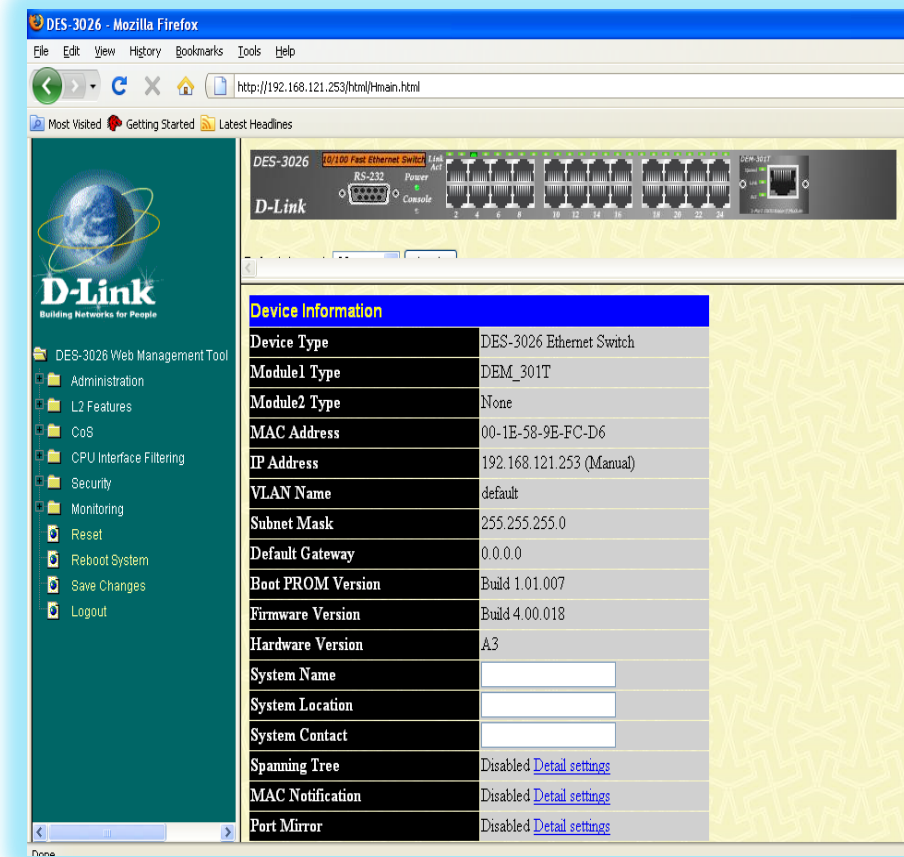 DES-3026 - Mozilla Firefox
File Edit View History Bookmarks Tools Help
http://192.168.121.253/html/Hmain.html
Most Visited Getting Started Latest Headlines
DES-3026 10/100 Fast Ethernet Switch Link Act
RS-232 Power
Console
D-Link
2 4 6 8 10 12 14 16 18 20 22 24
DEM-301T
D-Link
Building Networks for People
DES-3026 Web Management Tool
Administration
L2 Features
CoS
CPU Interface Filtering
Security
Monitoring
Reset
Reboot System
Save Changes
Logout
Device Information
Device Type DES-3026 Ethernet Switch
Module1 Type DEM_301T
Module2 Type None
MAC Address 00-1E-58-9E-FC-D6
IP Address 192.168.121.253 (Manual)
VLAN Name default
Subnet Mask 255.255.255.0
Default Gateway 0.0.0.0
Boot PROM Version Build 1.01.007
Firmware Version Build 4.00.018
Hardware Version A3
System Name
System Location
System Contact
Spanning Tree Disabled Detail settings
MAC Notification Disabled Detail settings
Port Mirror Disabled Detail settings
Done